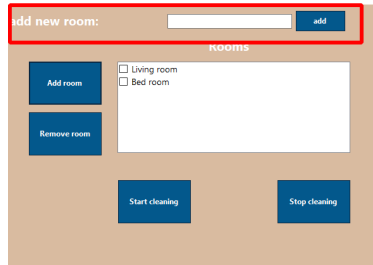 add new room:
add
Rooms
Living room
Bed room
Add room
Remove room
Start cleaning
Stop cleaning